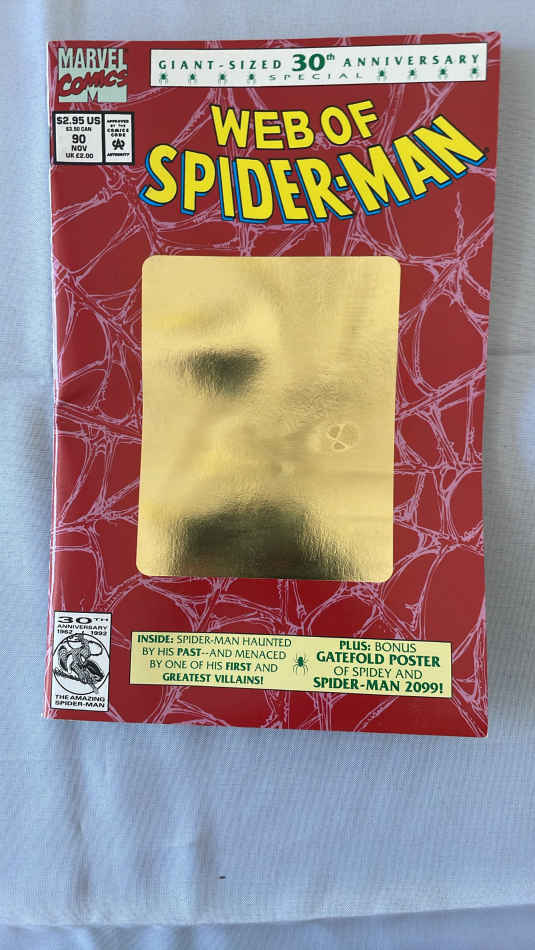 MARVEL
COMICS
GIANT-SIZED 30th ANNIVERSARY
SPECIAL
$2.95 US
$3.50 CAN
90
NOV
UK £2.00
APPROVED
BY THE
COMICS
CODE
CA
AUTHORITY
WEB OF
SPIDER-MAN
30TH
ANNIVERSARY
1962 1992
THE AMAZING
SPIDER-MAN
INSIDE: SPIDER-MAN HAUNTED
BY HIS PAST--AND MENACED
BY ONE OF HIS FIRST AND
GREATEST VILLAINS!
PLUS: BONUS
GATEFOLD POSTER
OF SPIDEY AND
SPIDER-MAN 2099!